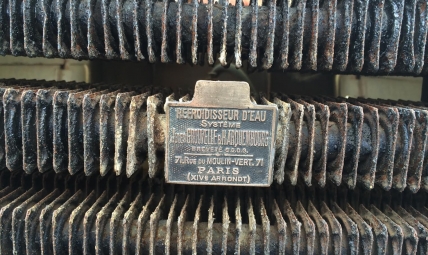 REFROIDISSEUR D'EAU
SYSTÈME
BREVETÉ S.G.D.G.
71, RUE DU MOULIN-VERT, 71
PARIS
(XIVe ARRONDT)